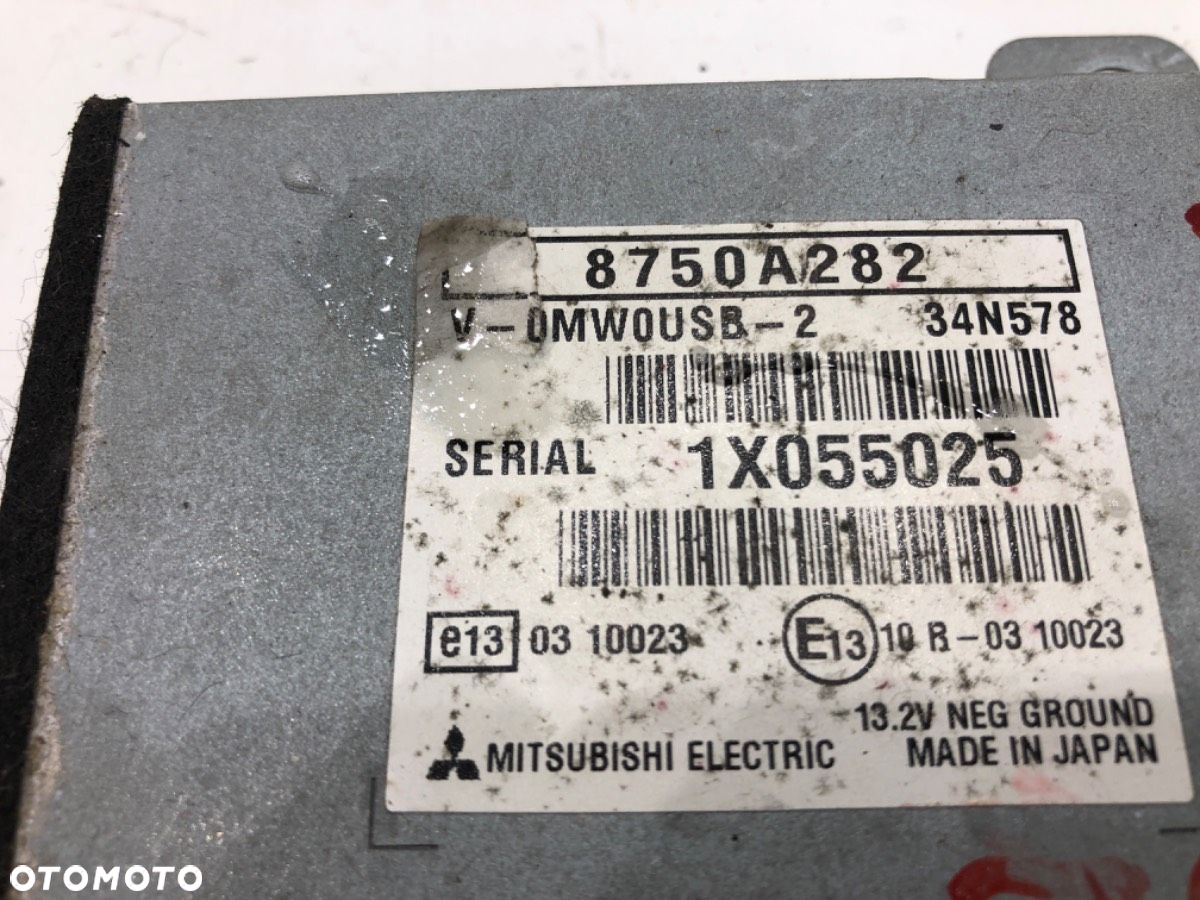 8750A282
V-0MW0USB-2 34N578
SERIAL 1X055025
e13 03 10023 E13 10 R-03 10023
13.2V NEG GROUND
MITSUBISHI ELECTRIC MADE IN JAPAN
OTOMOTO